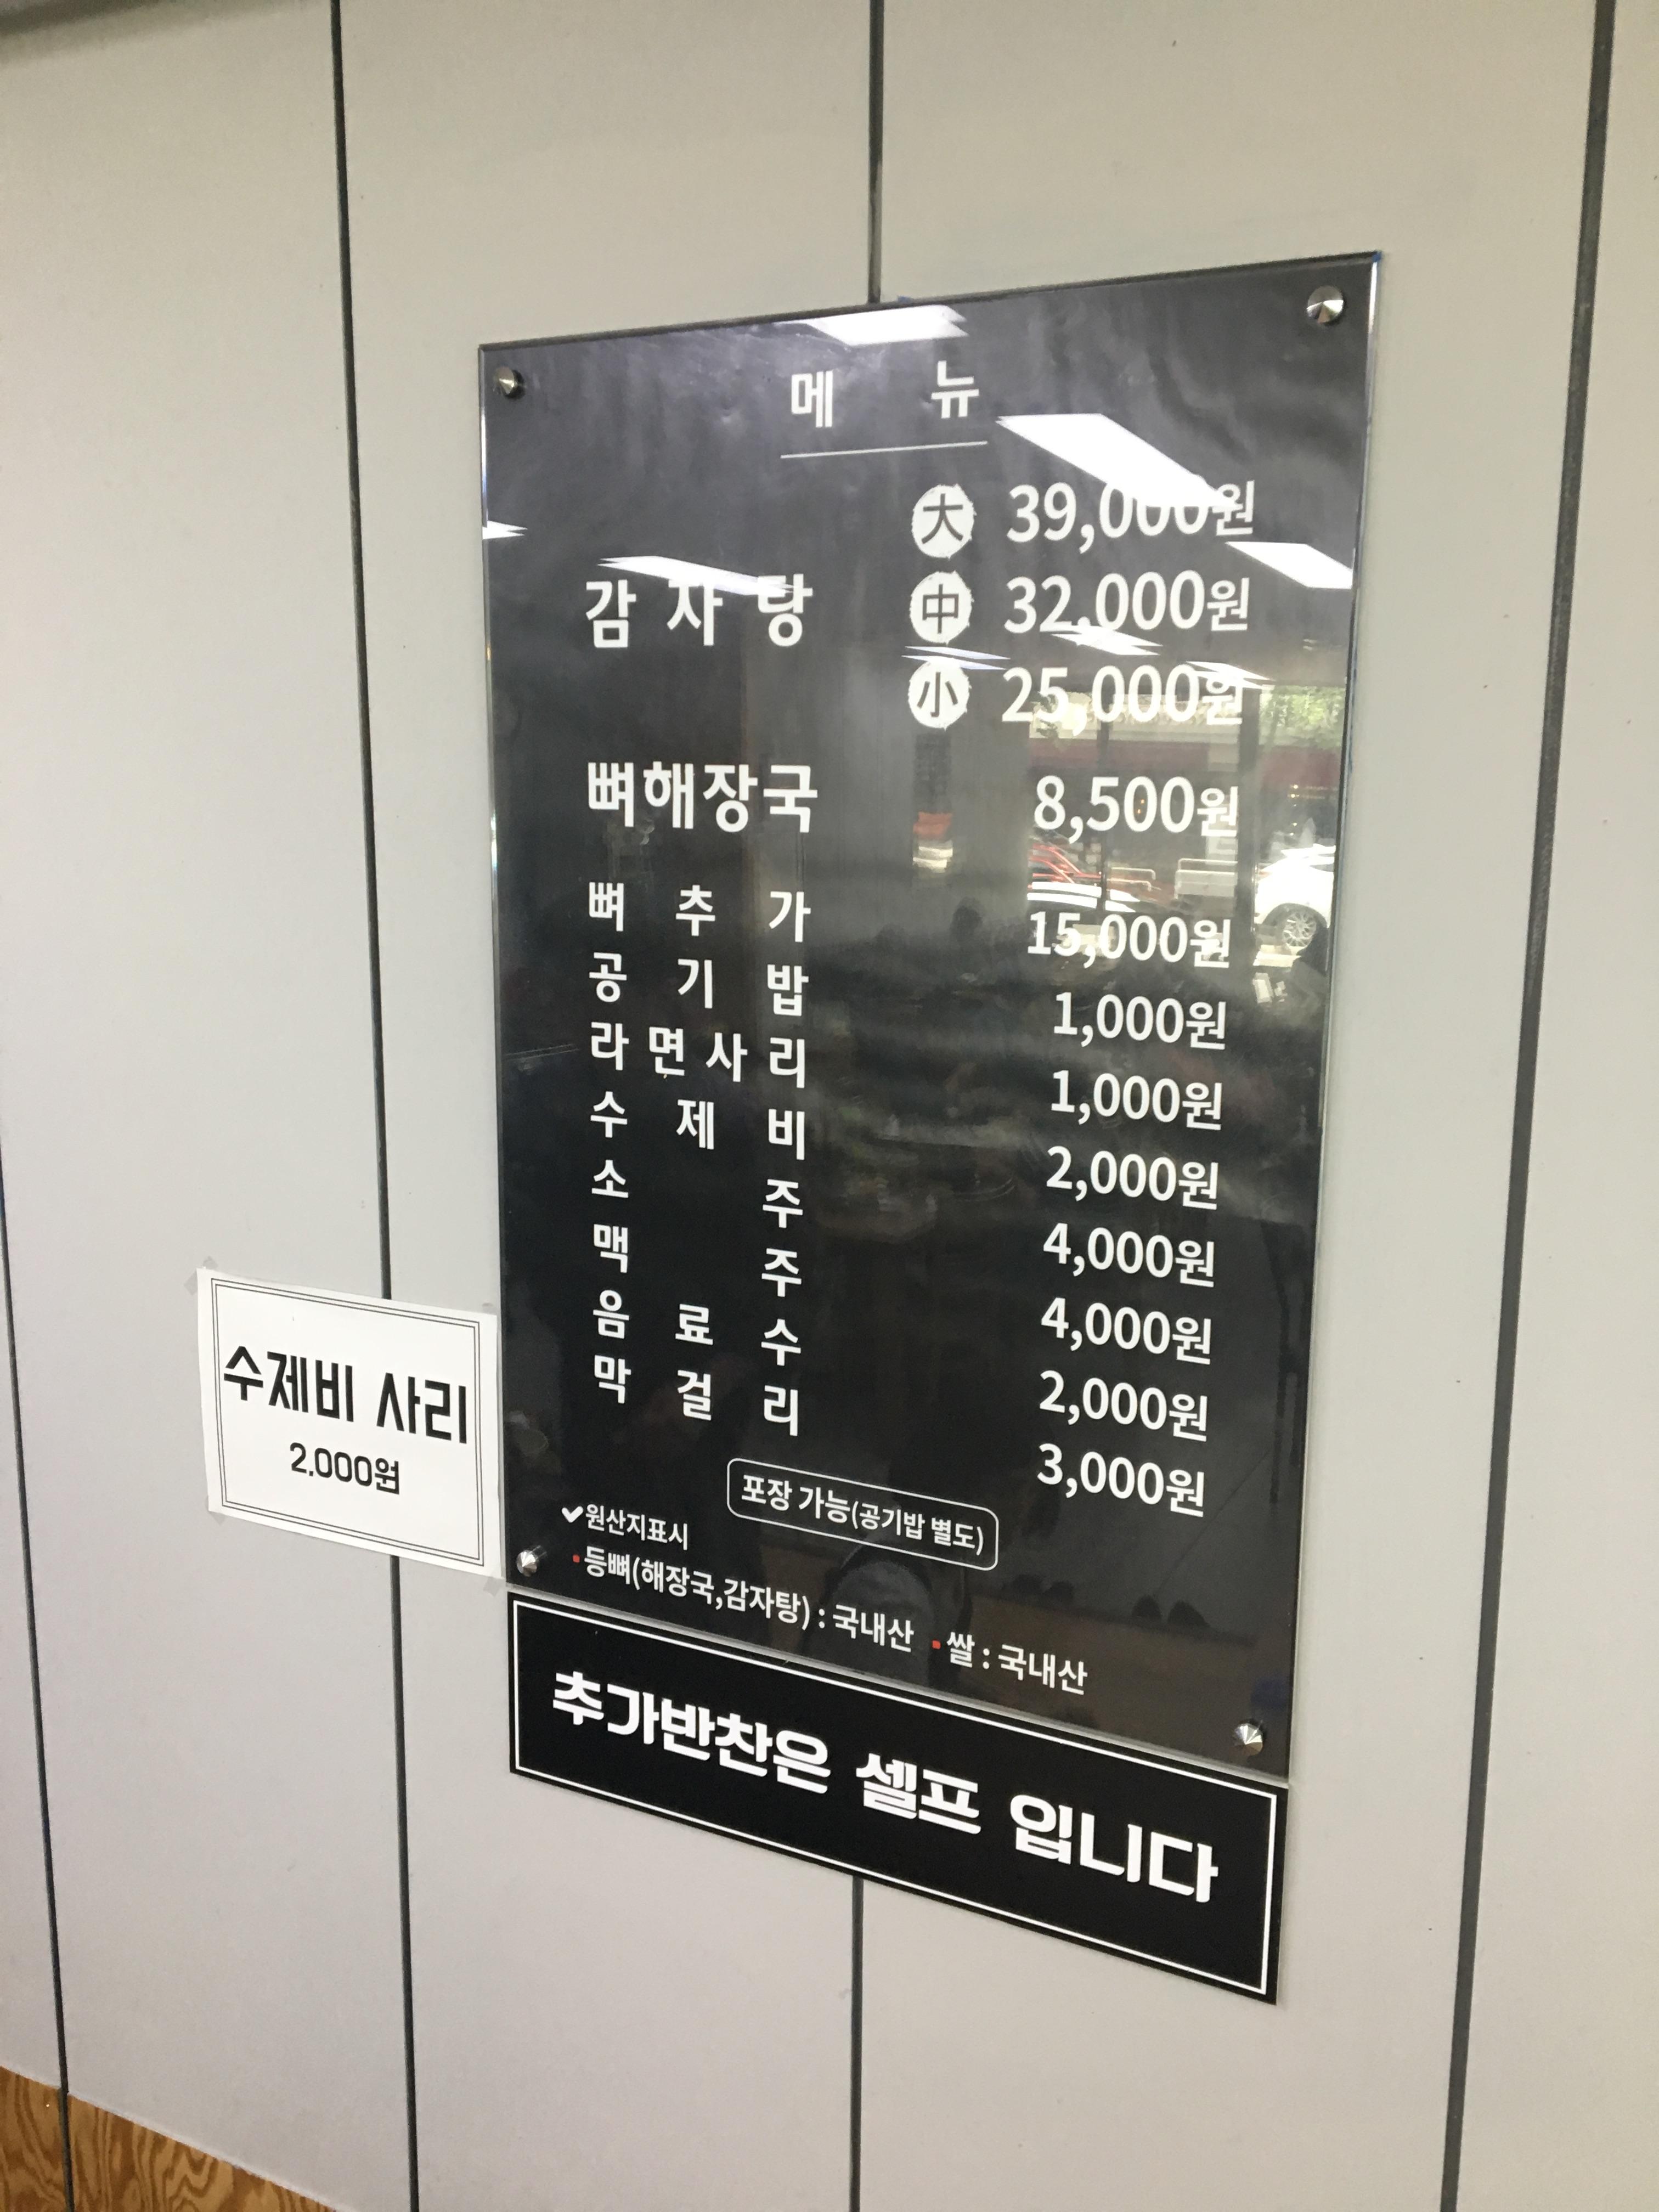 메 뉴
大 39,000원
감자탕 中 32,000원
小 25,000원
뼈해장국 8,500원
뼈추가 15,000원
공기밥 1,000원
라면사리 1,000원
수제비 2,000원
소주 4,000원
맥주 4,000원
음료수 2,000원
막걸리 3,000원
포장 가능(공기밥 별도)
✓원산지표시
·등뼈(해장국,감자탕) : 국내산 ·쌀 : 국내산
수제비 사리
2,000원
추가반찬은 셀프 입니다